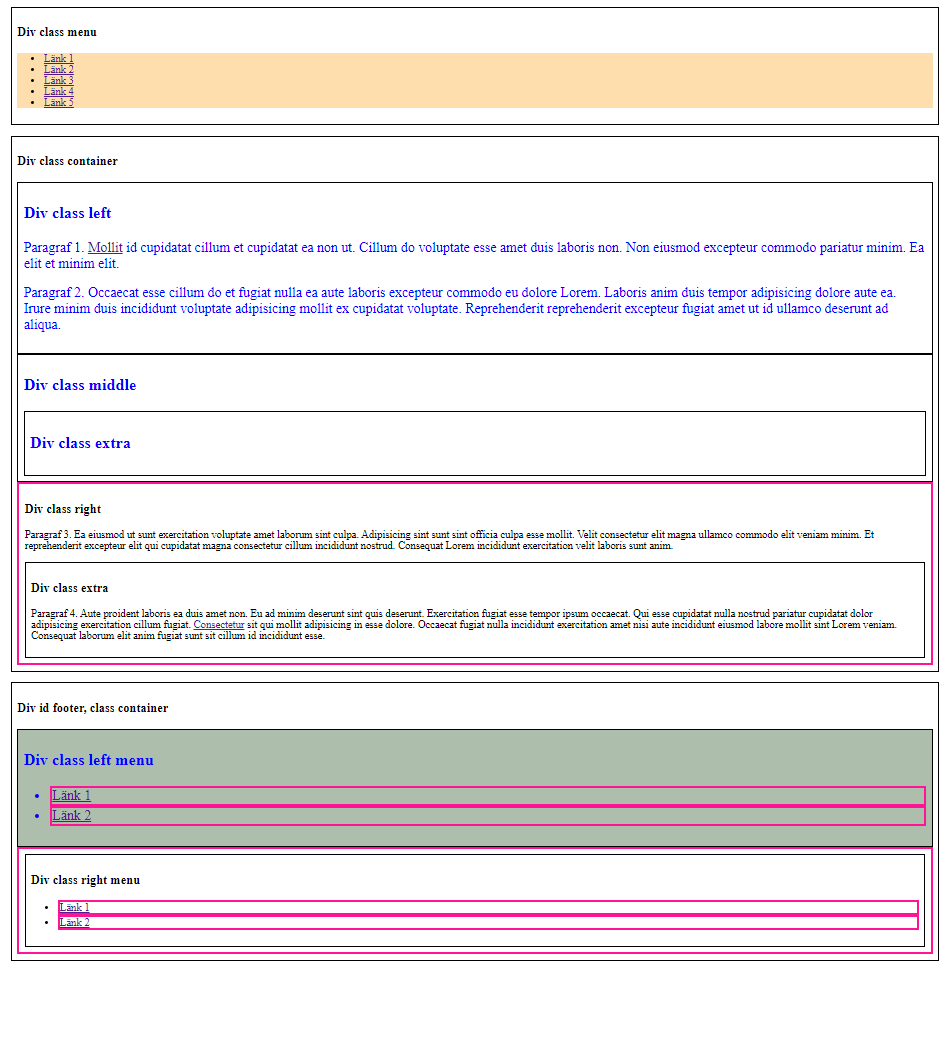 Div class menu
Länk 1
Länk 2
Länk 3
Länk 4
Länk 5
Div class container
Div class left
Paragraf 1. Mollit id cupidatat cillum et cupidatat ea non ut. Cillum do voluptate esse amet duis laboris non. Non eiusmod excepteur commodo pariatur minim. Ea
elit et minim elit.
Paragraf 2. Occaecat esse cillum do et fugiat nulla ea aute laboris excepteur commodo eu dolore Lorem. Laboris anim duis tempor adipisicing dolore aute ea.
Irure minim duis incididunt voluptate adipisicing mollit ex cupidatat voluptate. Reprehenderit reprehenderit excepteur fugiat amet ut id ullamco deserunt ad
aliqua.
Div class middle
Div class extra
Div class right
Paragraf 3. Ea eiusmod ut sunt exercitation voluptate amet laborum sint culpa. Adipisicing sint sunt sint officia culpa esse mollit. Velit consectetur elit magna ullamco commodo elit veniam minim. Et
reprehenderit excepteur elit qui cupidatat magna consectetur cillum incididunt nostrud. Consequat Lorem incididunt exercitation velit laboris sunt anim.
Div class extra
Paragraf 4. Aute proident laboris ea duis amet non. Eu ad minim deserunt sint quis deserunt. Exercitation fugiat esse tempor ipsum occaecat. Qui esse cupidatat nulla nostrud pariatur cupidatat dolor
adipisicing exercitation cillum fugiat. Consectetur sit qui mollit adipisicing in esse dolore. Occaecat fugiat nulla incididunt exercitation amet nisi aute incididunt eiusmod labore mollit sint Lorem veniam.
Consequat laborum elit anim fugiat sunt sit cillum id incididunt esse.
Div id footer, class container
Div class left menu
Länk 1
Länk 2
Div class right menu
Länk 1
Länk 2